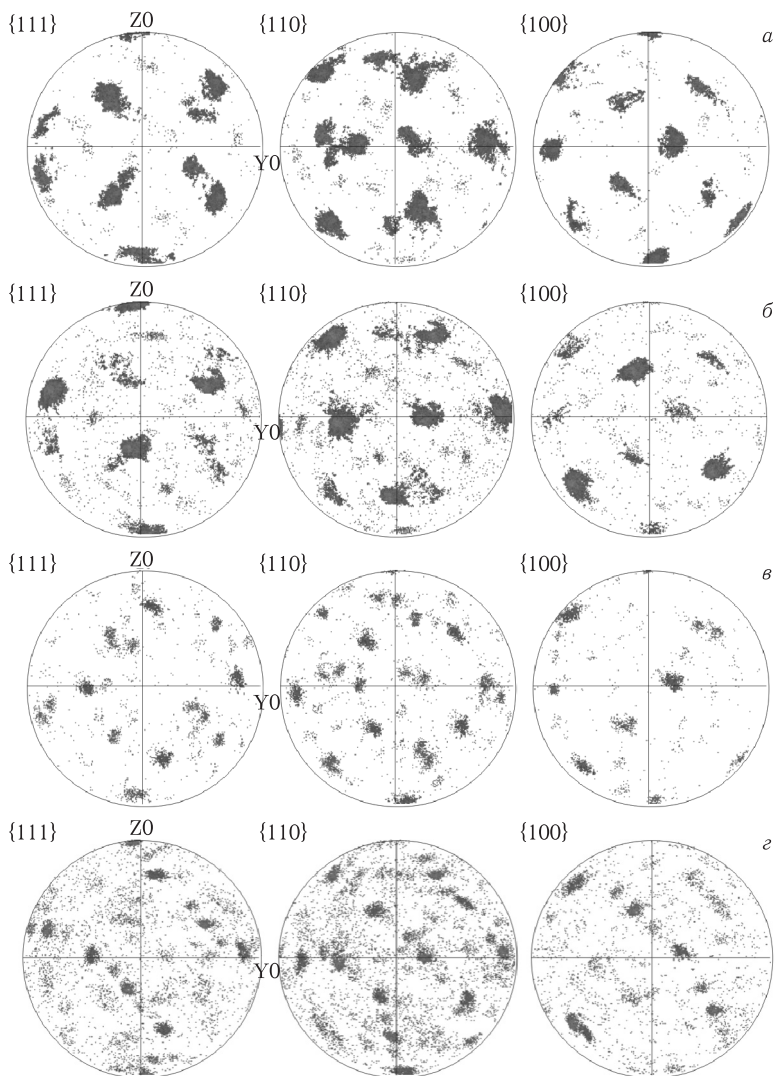 {111} Z0 {110} {100} а
Y0
{111} Z0 {110} {100} б
Y0
{111} Z0 {110} {100} в
Y0
{111} Z0 {110} {100} г
Y0